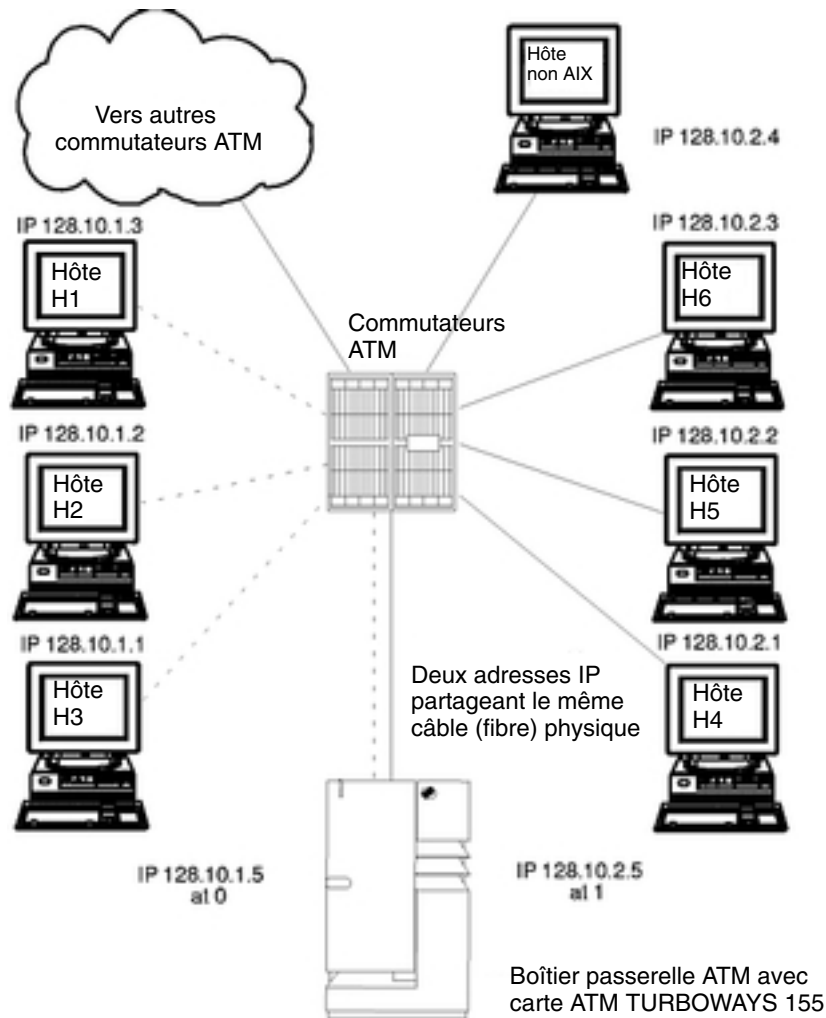 Hôte
non AIX
Vers autres
commutateurs ATM
IP 128.10.2.4
IP 128.10.1.3
IP 128.10.2.3
Hôte
H1
Hôte
H6
Commutateurs
ATM
IP 128.10.1.2
IP 128.10.2.2
Hôte
H2
Hôte
H5
IP 128.10.1.1
IP 128.10.2.1
Hôte
H3
Deux adresses IP
partageant le même
câble (fibre) physique
Hôte
H4
IP 128.10.1.5
at 0
IP 128.10.2.5
at 1
Boîtier passerelle ATM avec
carte ATM TURBOWAYS 155